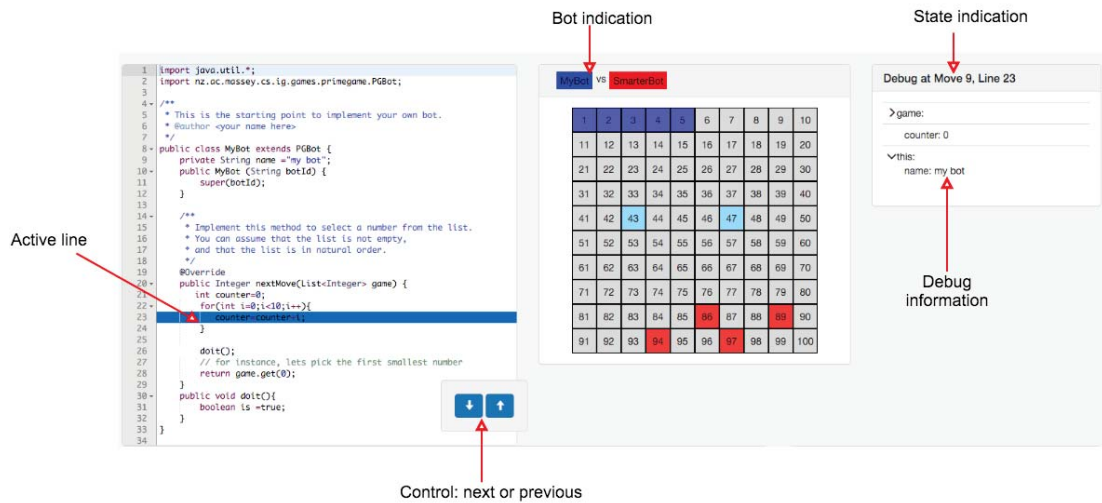 Bot indication
State indication
1 import java.util.*;
2 import nz.ac.massey.cs.ig.games.primegame.PGBot;
3
4 /**
5 * This is the starting point to implement your own bot.
6 * @author <your name here>
7 */
8 public class MyBot extends PGBot {
9 private String name ="my bot";
10 public MyBot (String botId) {
11 super(botId);
12 }
13
14 /**
15 * Implement this method to select a number from the list.
16 * You can assume that the list is not empty,
17 * and that the list is in natural order.
18 */
19 @Override
20 public Integer nextMove(List<Integer> game) {
21 int counter=0;
22 for(int i=0;i<10;i++){
23 counter=counter+i;
24 }
25
26 doit();
27 // for instance, lets pick the first smallest number
28 return game.get(0);
29 }
30 public void doit(){
31 boolean is =true;
32 }
33 }
34
Active line
Control: next or previous
MyBot vs SmarterBot
1 2 3 4 5 6 7 8 9 10
11 12 13 14 15 16 17 18 19 20
21 22 23 24 25 26 27 28 29 30
31 32 33 34 35 36 37 38 39 40
41 42 43 44 45 46 47 48 49 50
51 52 53 54 55 56 57 58 59 60
61 62 63 64 65 66 67 68 69 70
71 72 73 74 75 76 77 78 79 80
81 82 83 84 85 86 87 88 89 90
91 92 93 94 95 96 97 98 99 100
Debug at Move 9, Line 23
game:
counter: 0
this:
name: my bot
Debug
information